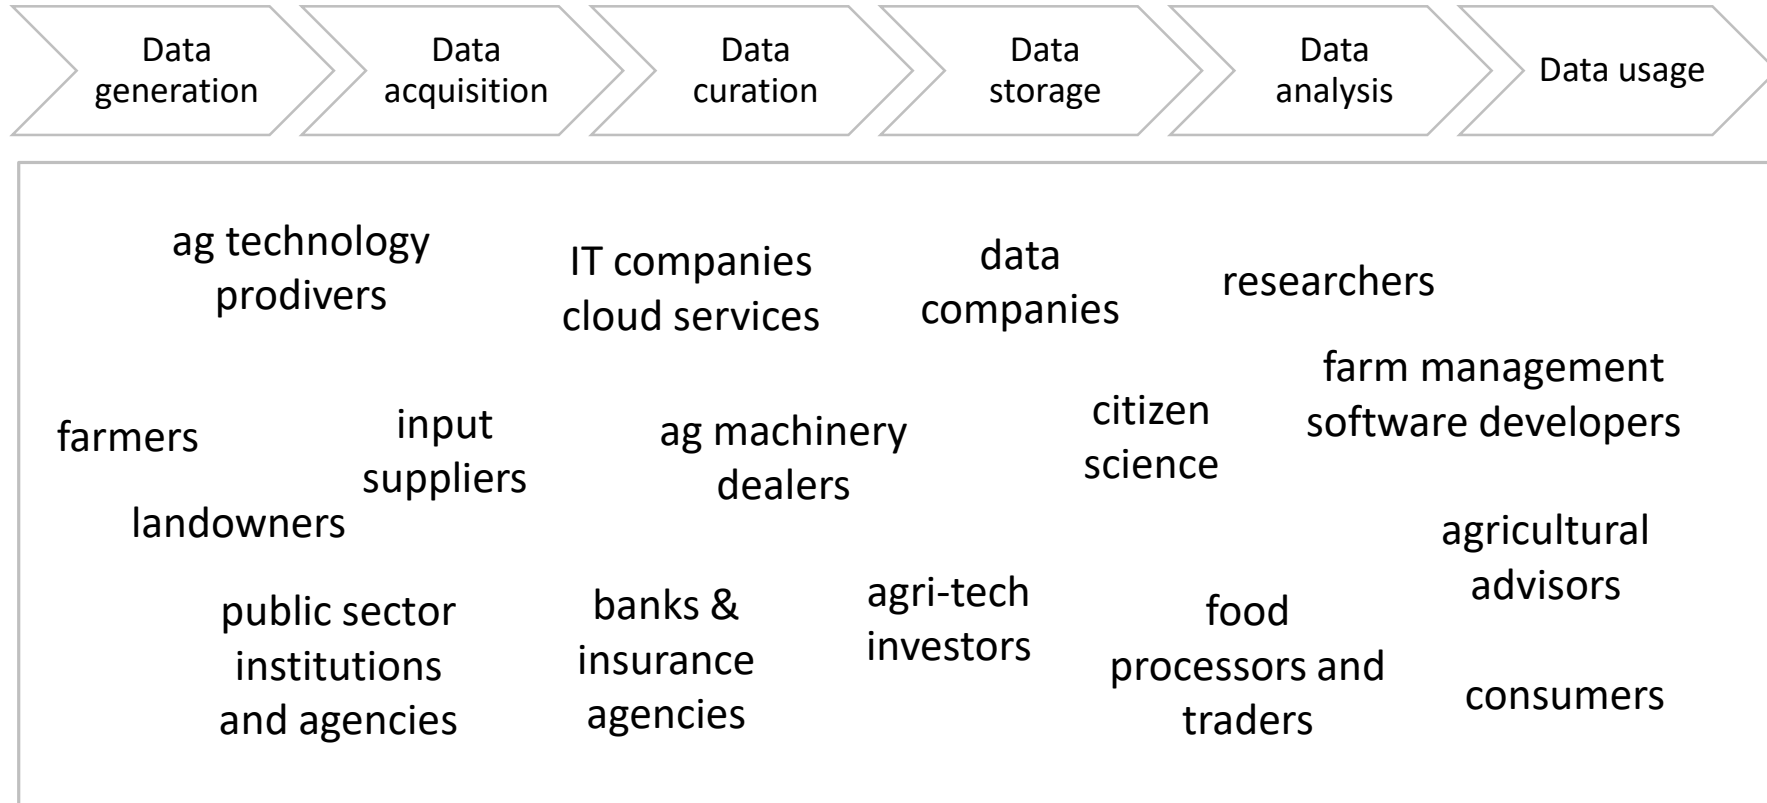 Data
generation
Data
acquisition
Data
curation
Data
storage
Data
analysis
Data usage
ag technology
prodivers
IT companies
cloud services
data
companies
researchers
farm management
software developers
farmers
input
suppliers
ag machinery
dealers
citizen
science
landowners
agricultural
advisors
public sector
institutions
and agencies
banks &
insurance
agencies
agri-tech
investors
food
processors and
traders
consumers